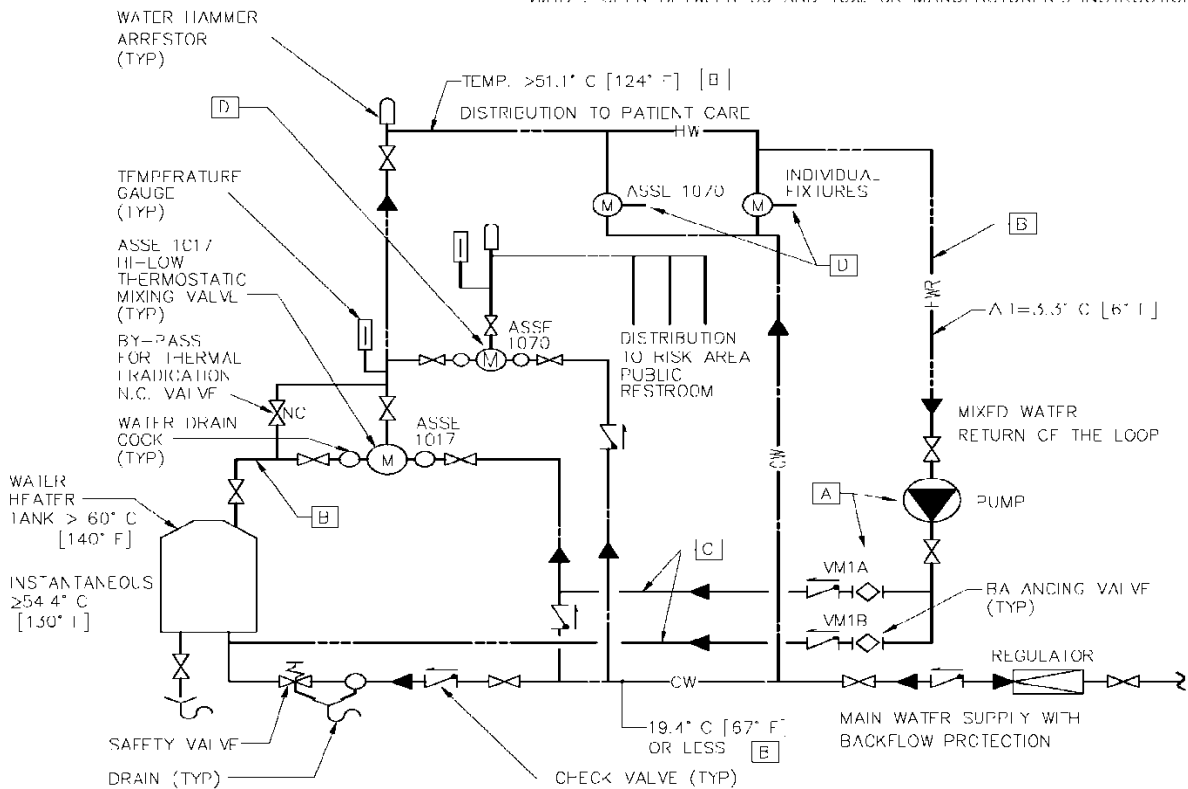 WATER HAMMER
ARRESTOR
(TYP)
D
TEMP. >51.1° C [124° F] [B]
DISTRIBUTION TO PATIENT CARE
HW
TEMPERATURE
GAUGE
(TYP)
ASSE 1070
M
M
INDIVIDUAL
FIXTURES
B
ASSE 1017
HI-LOW
THERMOSTATIC
MIXING VALVE
(TYP)
D
HWR
Δ T=3.3° C [6° F]
ASSE
1070
M
DISTRIBUTION
TO RISK AREA
PUBLIC
RESTROOM
BY-PASS
FOR THERMAL
ERADICATION
N.C. VALVE
NC
WATER DRAIN
COCK
(TYP)
ASSE
1017
M
MIXED WATER
RETURN OF THE LOOP
CW
WATER
HEATER
TANK > 60° C
[140° F]
B
A
PUMP
INSTANTANEOUS
≥54.4° C
[130° F]
C
VM1A
BALANCING VALVE
(TYP)
VM1B
REGULATOR
CW
19.4° C [67° F]
OR LESS
B
MAIN WATER SUPPLY WITH
BACKFLOW PROTECTION
SAFETY VALVE
DRAIN (TYP)
CHECK VALVE (TYP)